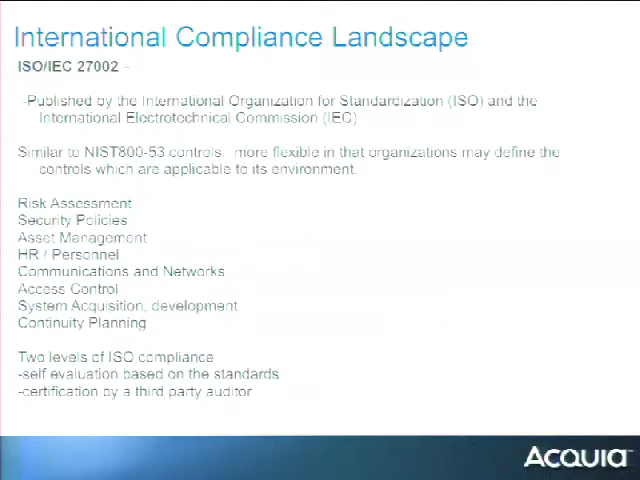 International Compliance Landscape
ISO/IEC 27002 –
-Published by the International Organization for Standardization (ISO) and the
International Electrotechnical Commission (IEC)
Similar to NIST800-53 controls: more flexible in that organizations may define the
controls which are applicable to its environment.
Risk Assessment
Security Policies
Asset Management
HR / Personnel
Communications and Networks
Access Control
System Acquisition, development
Continuity Planning
Two levels of ISO compliance
-self evaluation based on the standards
-certification by a third party auditor
Acquia